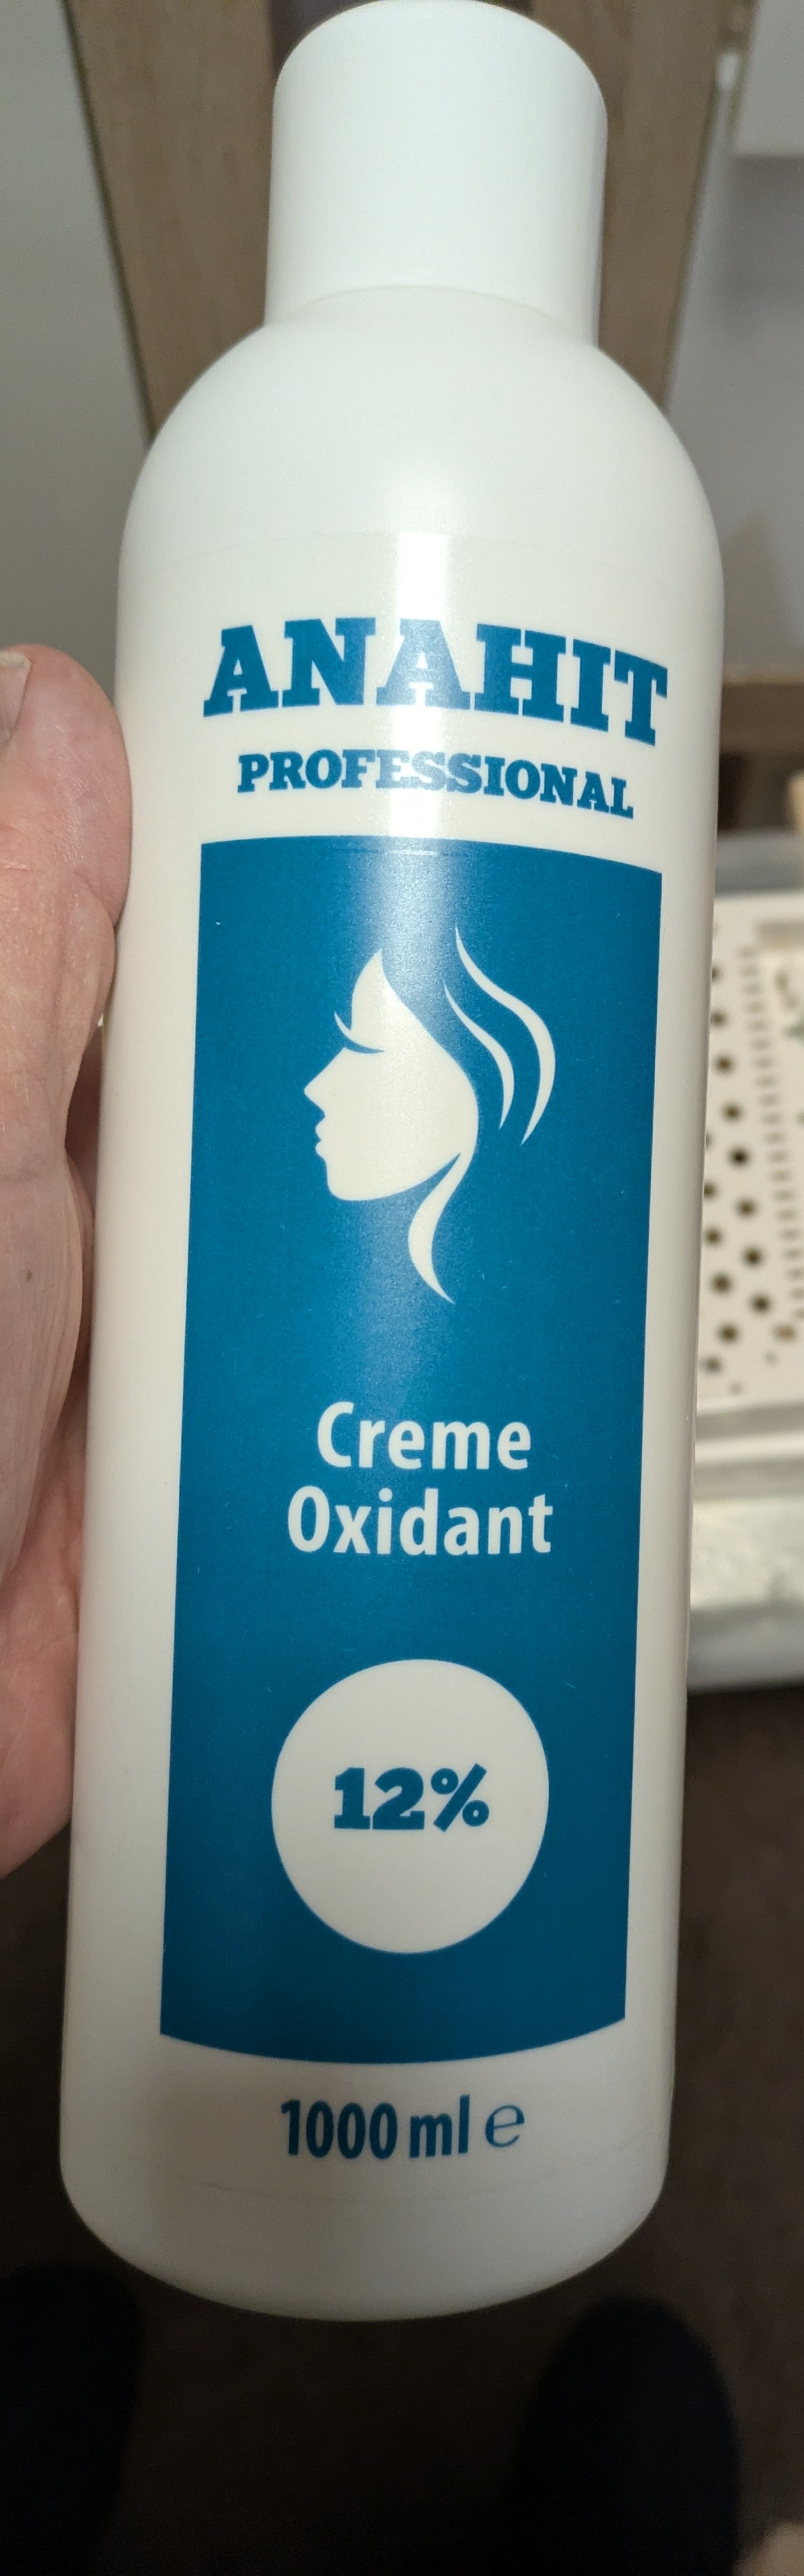 ANAHIT
PROFESSIONAL
Creme
Oxidant
12%
1000 ml ℮